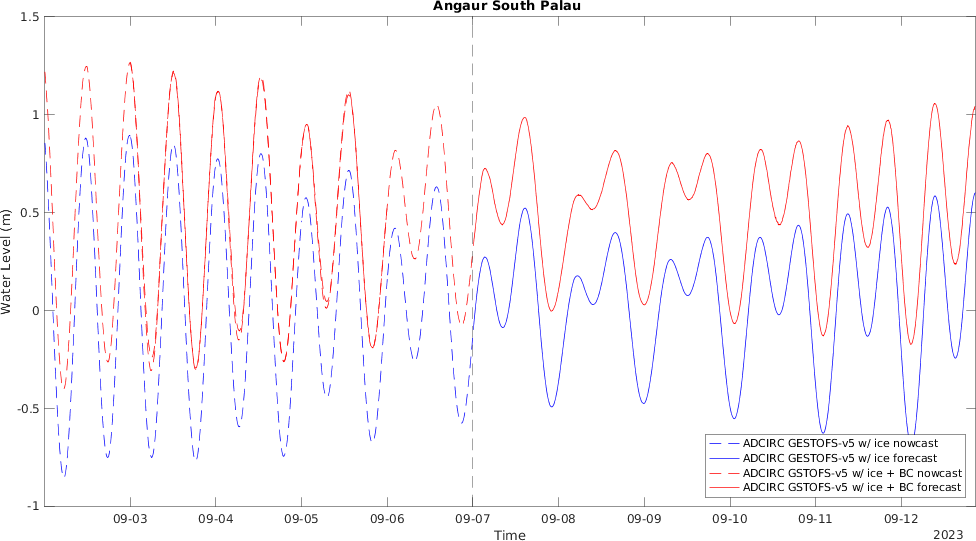 Angaur South Palau
1.5
1
0.5
0
-0.5
-1
Water Level (m)
09-03 09-04 09-05 09-06 09-07 09-08 09-09 09-10 09-11 09-12
Time
2023
ADCIRC GESTOFS-v5 w/ ice nowcast
ADCIRC GESTOFS-v5 w/ ice forecast
ADCIRC GSTOFS-v5 w/ ice + BC nowcast
ADCIRC GSTOFS-v5 w/ ice + BC forecast